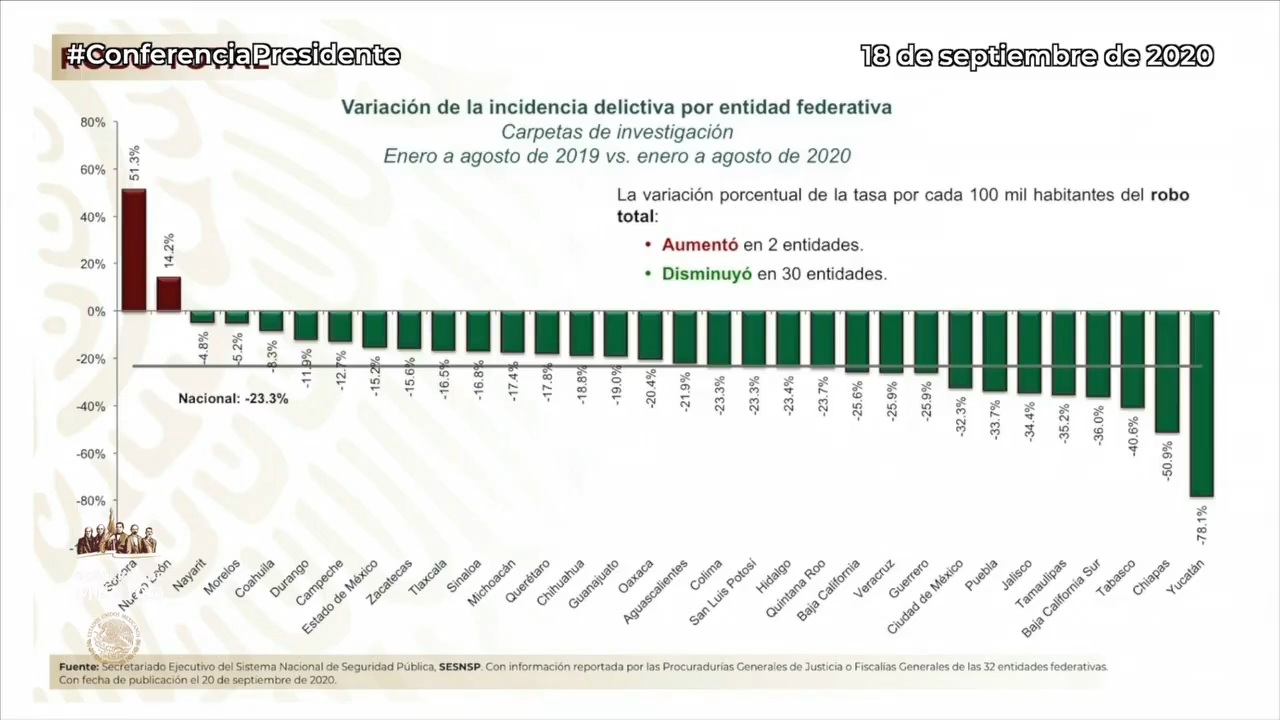 #ConferenciaPresidente
18 de septiembre de 2020
ROBO TOTAL
Variación de la incidencia delictiva por entidad federativa
Carpetas de investigación
Enero a agosto de 2019 vs. enero a agosto de 2020
La variación porcentual de la tasa por cada 100 mil habitantes del robo
total:
• Aumentó en 2 entidades.
• Disminuyó en 30 entidades.
80%
60%
40%
20%
0%
-20%
-40%
-60%
-80%
51.3%
14.2%
-4.8%
-5.2%
-8.3%
-11.9%
-12.7%
-15.2%
-15.6%
-16.5%
-16.8%
-17.4%
-17.8%
-18.8%
-19.0%
-20.4%
-21.9%
-23.3%
-23.3%
-23.4%
-23.7%
-25.6%
-25.9%
-25.9%
-32.3%
-33.7%
-34.4%
-35.2%
-36.0%
-40.6%
-50.9%
-78.1%
Nacional: -23.3%
Sonora
Nuevo León
Nayarit
Morelos
Coahuila
Durango
Campeche
Estado de México
Zacatecas
Tlaxcala
Sinaloa
Michoacán
Querétaro
Chihuahua
Guanajuato
Oaxaca
Aguascalientes
Colima
San Luis Potosí
Hidalgo
Quintana Roo
Baja California
Veracruz
Guerrero
Ciudad de México
Puebla
Jalisco
Tamaulipas
Baja California Sur
Tabasco
Chiapas
Yucatán
Fuente: Secretariado Ejecutivo del Sistema Nacional de Seguridad Pública, SESNSP. Con información reportada por las Procuradurías Generales de Justicia o Fiscalías Generales de las 32 entidades federativas.
Con fecha de publicación el 20 de septiembre de 2020.